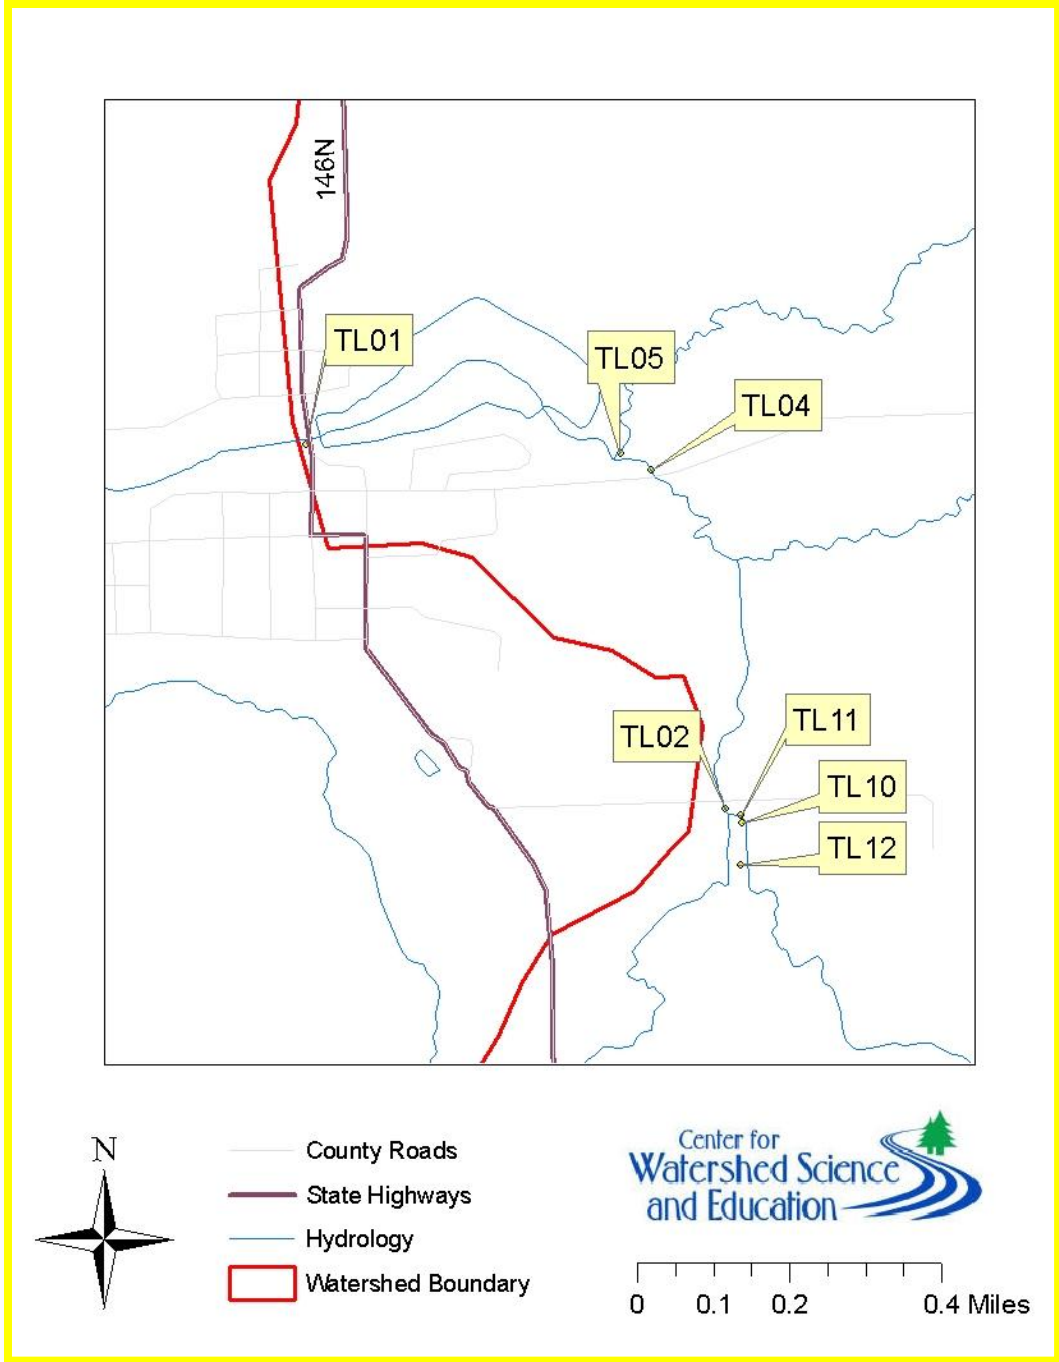 146N
TL01
TL05
TL04
TL02
TL11
TL10
TL12
N
County Roads
State Highways
Hydrology
Watershed Boundary
Center for
Watershed Science
and Education
0 0.1 0.2 0.4 Miles